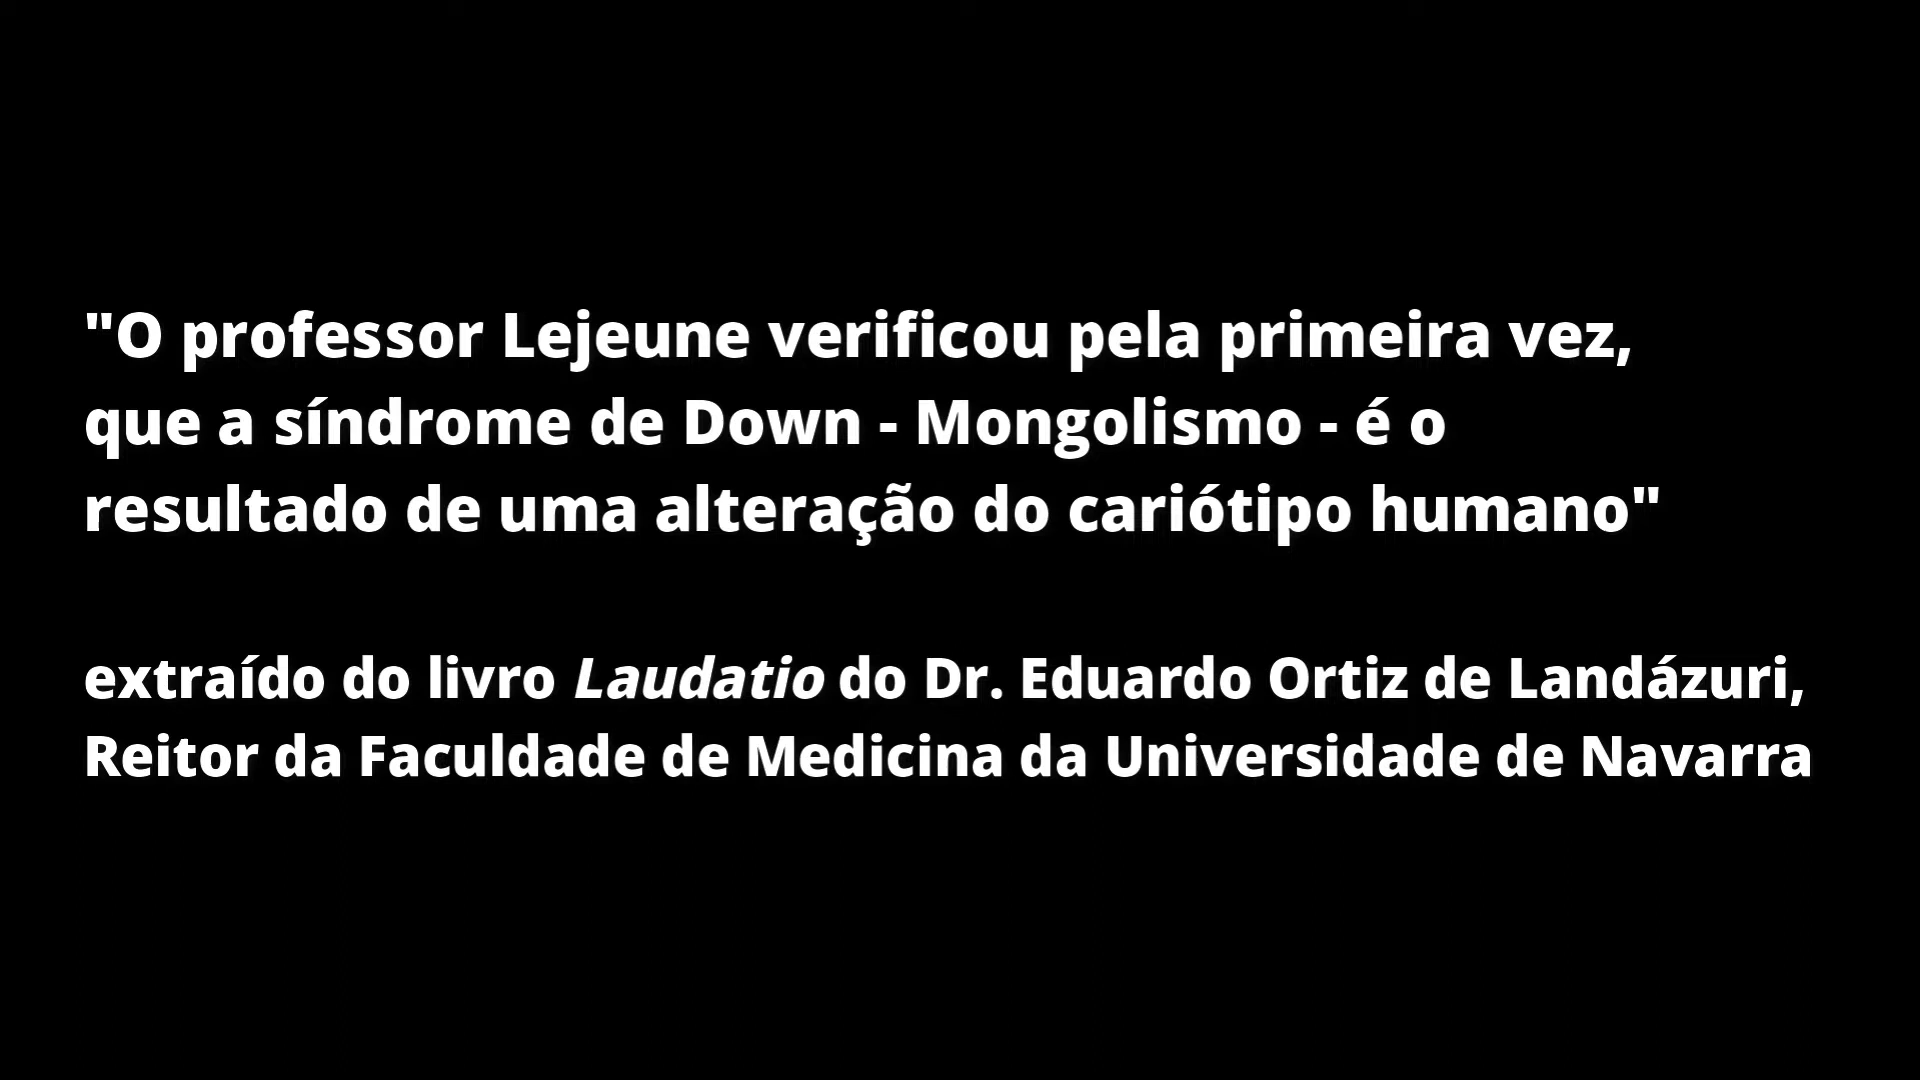 "O professor Lejeune verificou pela primeira vez,
que a síndrome de Down - Mongolismo - é o
resultado de uma alteração do cariótipo humano"
extraído do livro Laudatio do Dr. Eduardo Ortiz de Landázuri,
Reitor da Faculdade de Medicina da Universidade de Navarra